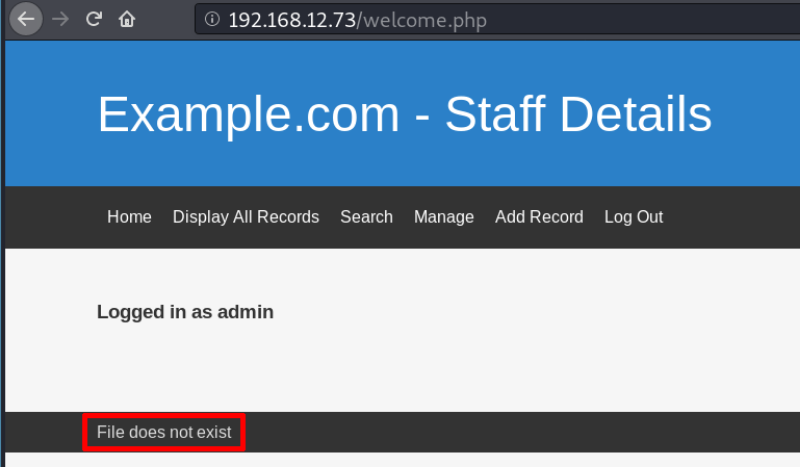 192.168.12.73/welcome.php
Example.com - Staff Details
Home Display All Records Search Manage Add Record Log Out
Logged in as admin
File does not exist